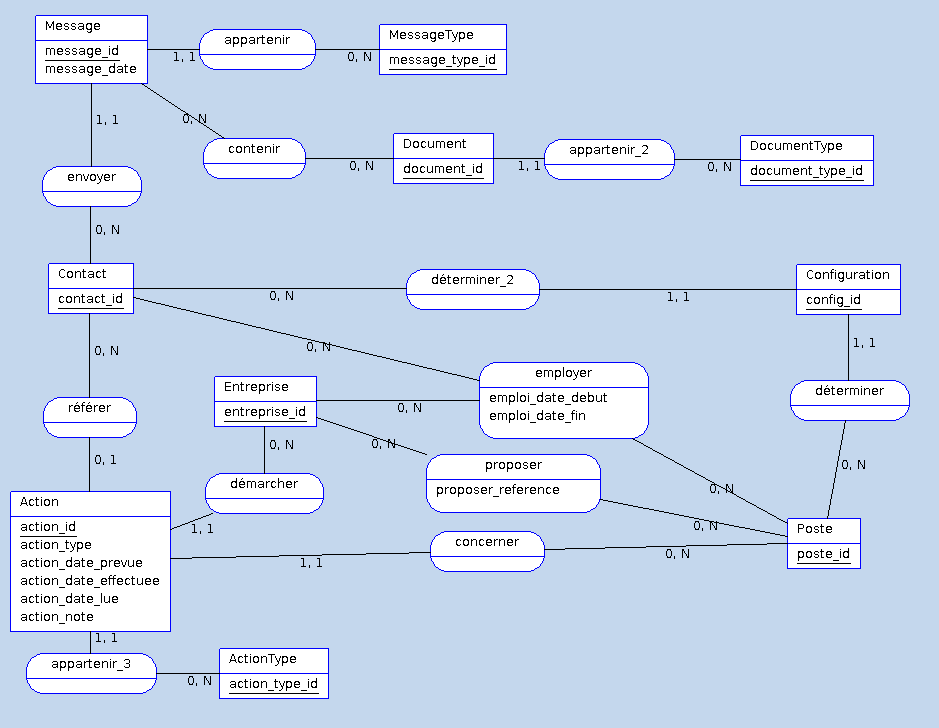 Message
message_id
message_date
1, 1
appartenir
0, N
MessageType
message_type_id
1, 1
0, N
contenir
0, N
Document
document_id
1, 1
appartenir_2
0, N
DocumentType
document_type_id
envoyer
0, N
Contact
contact_id
0, N
déterminer_2
1, 1
Configuration
config_id
0, N
0, N
1, 1
employer
emploi_date_debut
emploi_date_fin
Entreprise
entreprise_id
0, N
déterminer
référer
0, N
0, N
0, 1
démarcher
proposer
proposer_reference
0, N
0, N
1, 1
0, N
Action
action_id
action_type
action_date_prevue
action_date_effectuee
action_date_lue
action_note
concerner
1, 1
0, N
Poste
poste_id
1, 1
appartenir_3
0, N
ActionType
action_type_id